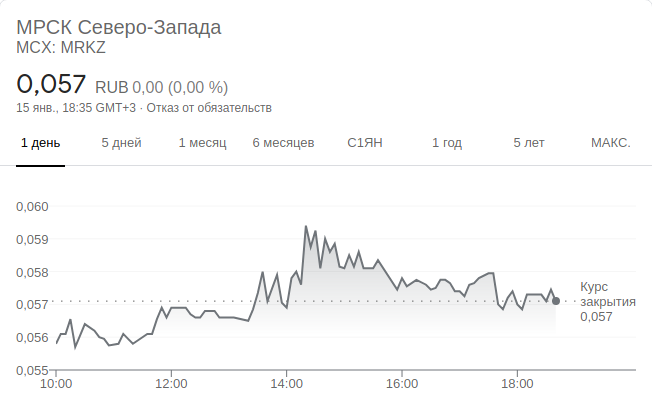 МРСК Северо-Запада
MCX: MRKZ
0,057 RUB 0,00 (0,00 %)
15 янв., 18:35 GMT+3 · Отказ от обязательств
1 день 5 дней 1 месяц 6 месяцев С1ЯН 1 год 5 лет МАКС.
0,060
0,059
0,058
0,057
0,056
0,055
Курс
закрытия
0,057
10:00 12:00 14:00 16:00 18:00